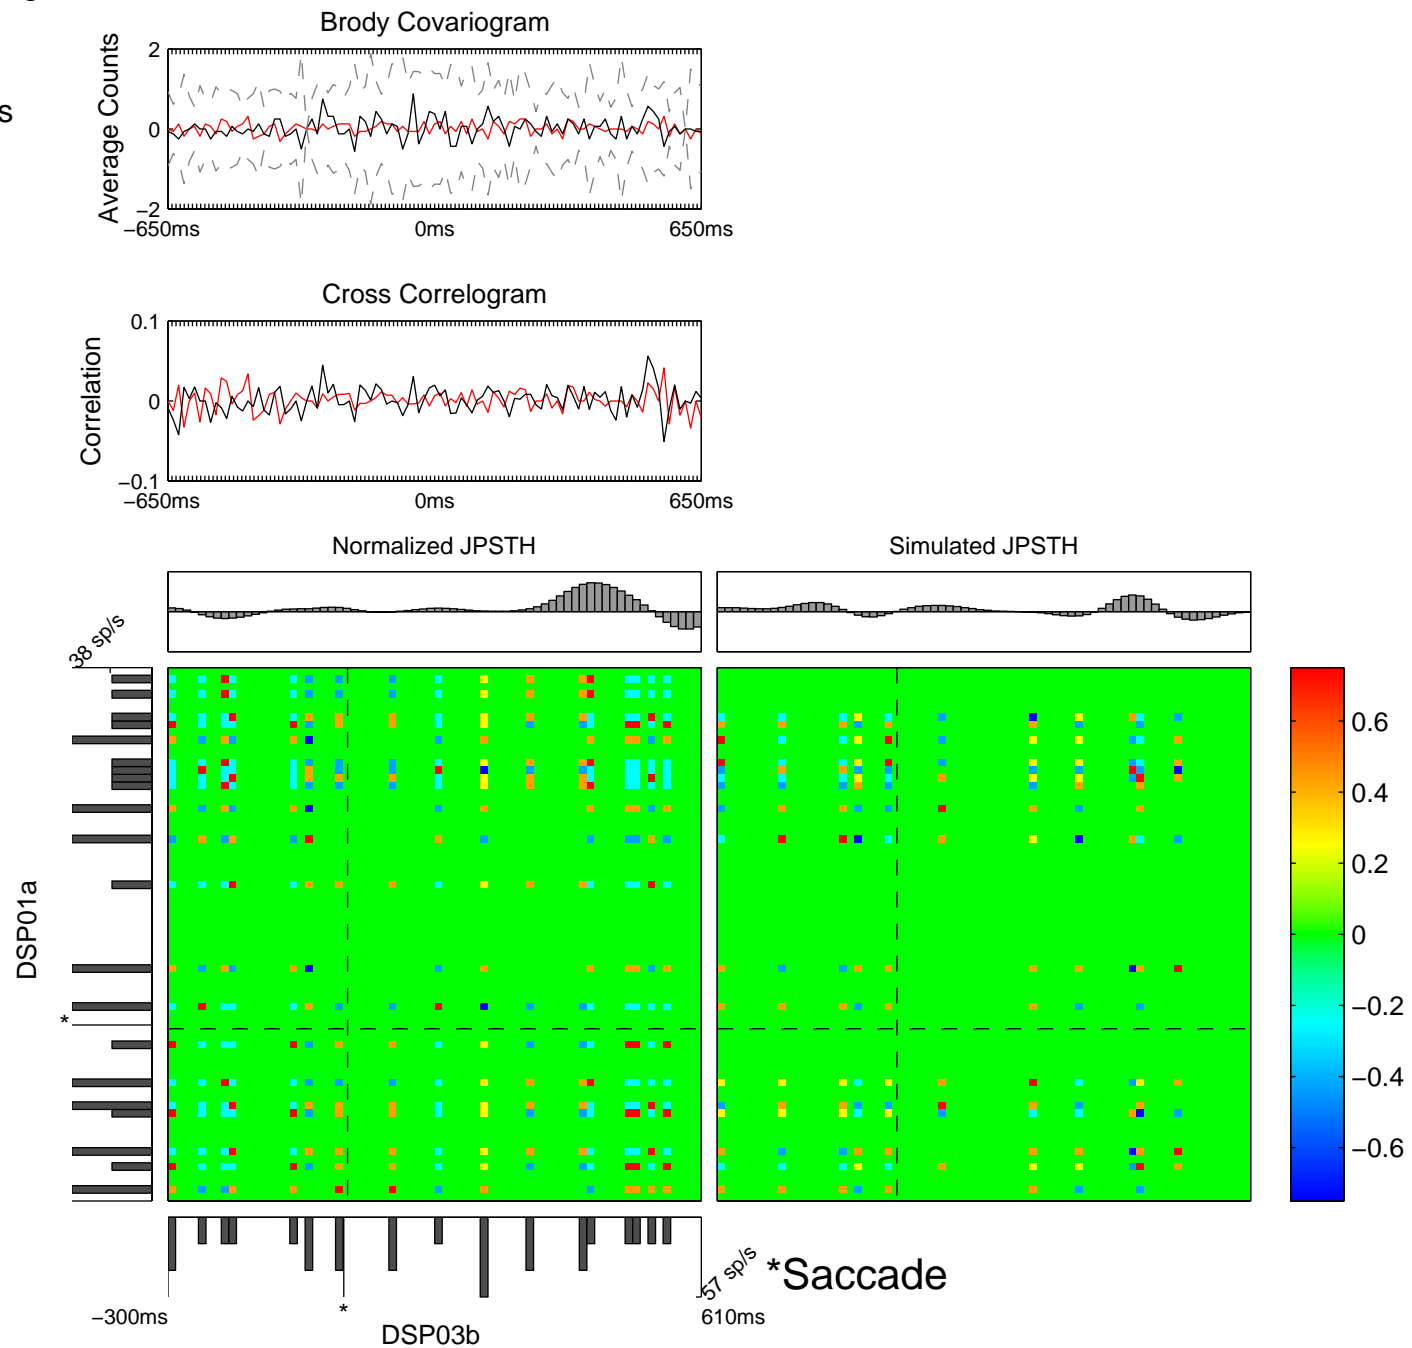 g
Brody Covariogram
Average Counts
s
2
0
−2
−650ms
0ms
650ms
Cross Correlogram
Correlation
0.1
0
−0.1
−650ms
0ms
650ms
Normalized JPSTH
Simulated JPSTH
38 sp/s
DSP01a
*
0.6
0.4
0.2
0
−0.2
−0.4
−0.6
57 sp/s
*Saccade
−300ms
*
610ms
DSP03b